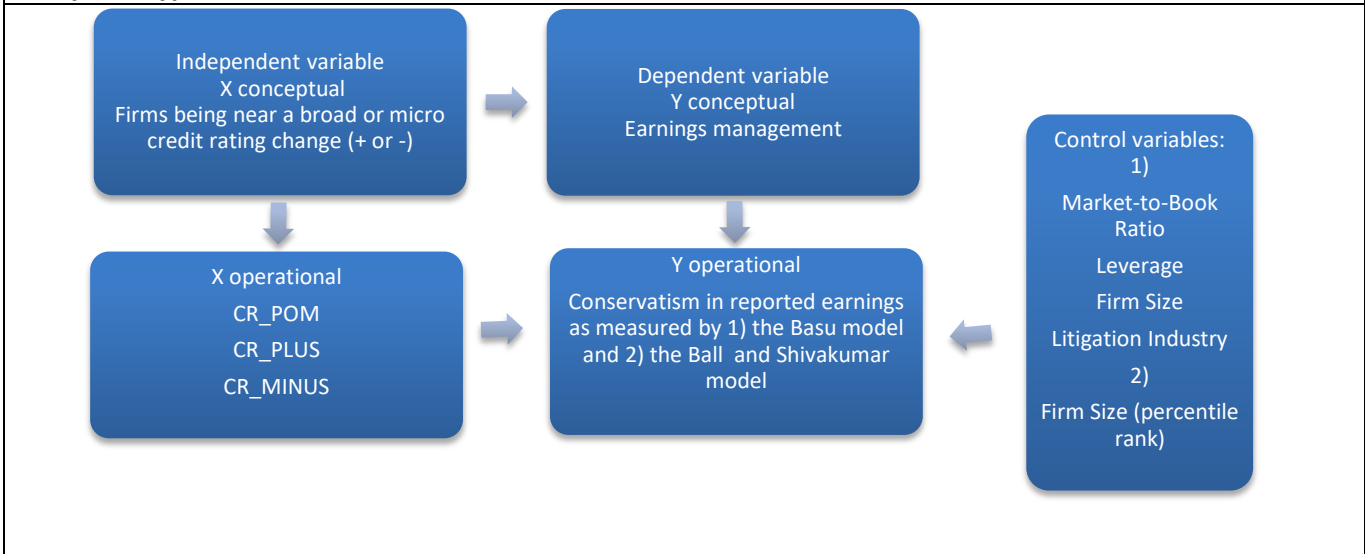 Independent variable
X conceptual
Firms being near a broad or micro
credit rating change (+ or -)
Dependent variable
Y conceptual
Earnings management
X operational
CR_POM
CR_PLUS
CR_MINUS
Y operational
Conservatism in reported earnings
as measured by 1) the Basu model
and 2) the Ball and Shivakumar
model
Control variables:
1)
Market-to-Book
Ratio
Leverage
Firm Size
Litigation Industry
2)
Firm Size (percentile
rank)